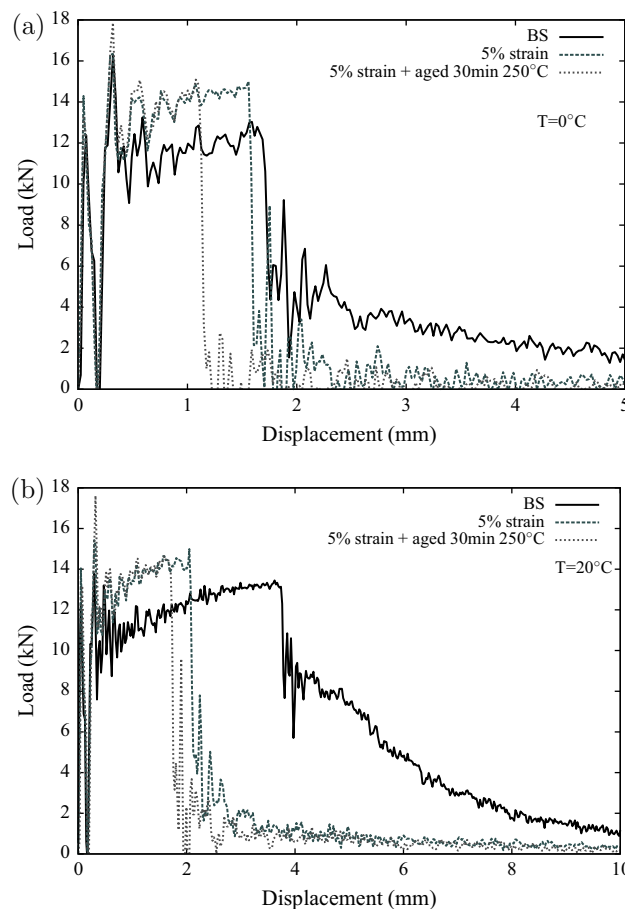 (a)
18
16
14
12
10
8
6
4
2
0
Load (kN)
BS
5% strain
5% strain + aged 30min 250°C
T=0°C
0 1 2 3 4 5
Displacement (mm)
(b)
18
16
14
12
10
8
6
4
2
0
Load (kN)
BS
5% strain
5% strain + aged 30min 250°C
T=20°C
0 2 4 6 8 10
Displacement (mm)